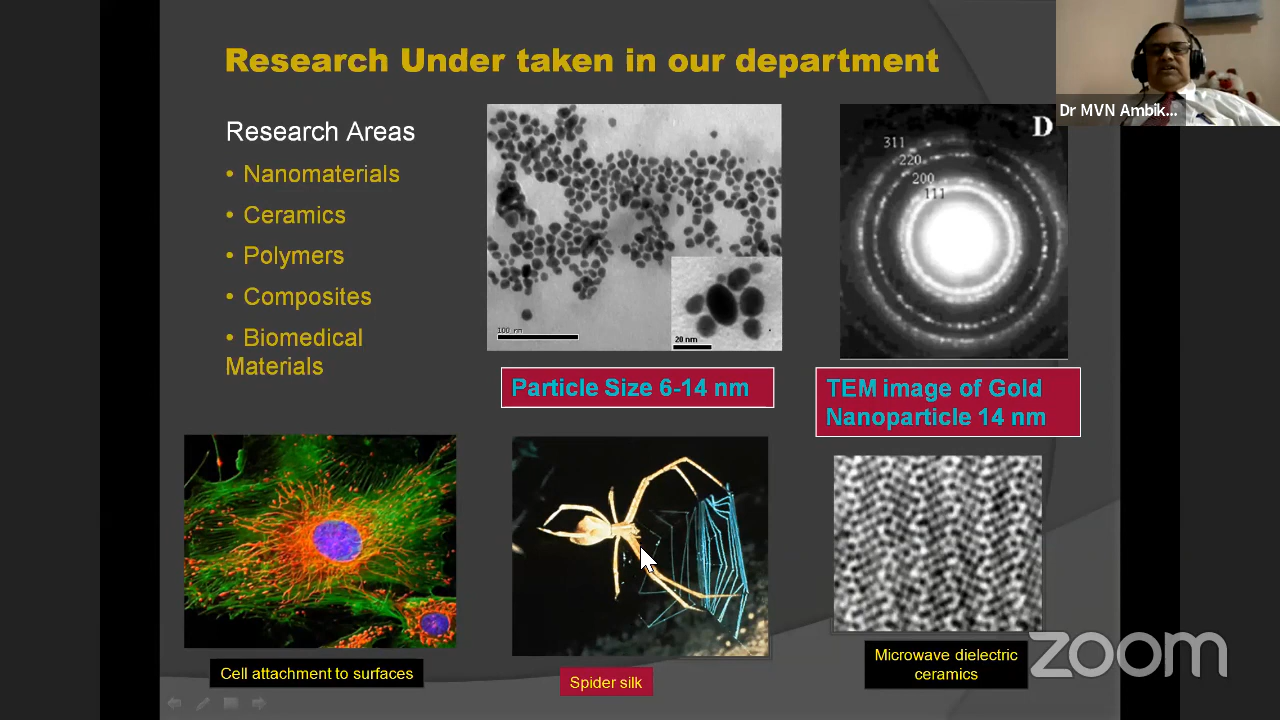 Research Under taken in our department
Dr MVN Ambik...
Research Areas
• Nanomaterials
• Ceramics
• Polymers
• Composites
• Biomedical
Materials
100 nm
20 nm
D
311
220
200
111
Particle Size 6-14 nm
TEM image of Gold
Nanoparticle 14 nm
Cell attachment to surfaces
Spider silk
Microwave dielectric
ceramics
zoom